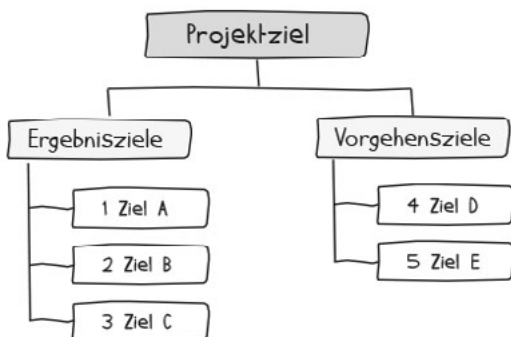 Projektziel
Ergebnisziele
1 Ziel A
2 Ziel B
3 Ziel C
Vorgehensziele
4 Ziel D
5 Ziel E